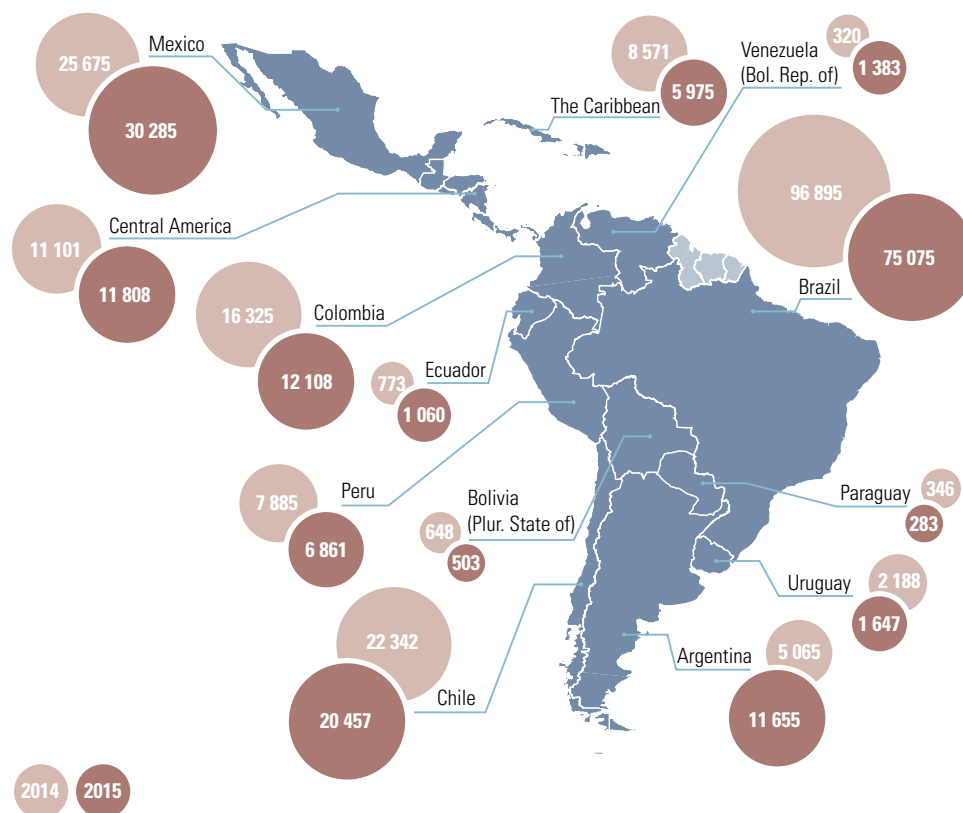 Mexico
25 675
30 285
8 571
5 975
The Caribbean
Venezuela
(Bol. Rep. of)
320
1 383
96 895
75 075
Brazil
Central America
11 101
11 808
Colombia
16 325
12 108
Ecuador
773
1 060
Peru
7 885
6 861
Bolivia
(Plur. State of)
648
503
Paraguay
346
283
Uruguay
2 188
1 647
Argentina
5 065
11 655
Chile
22 342
20 457
2014
2015